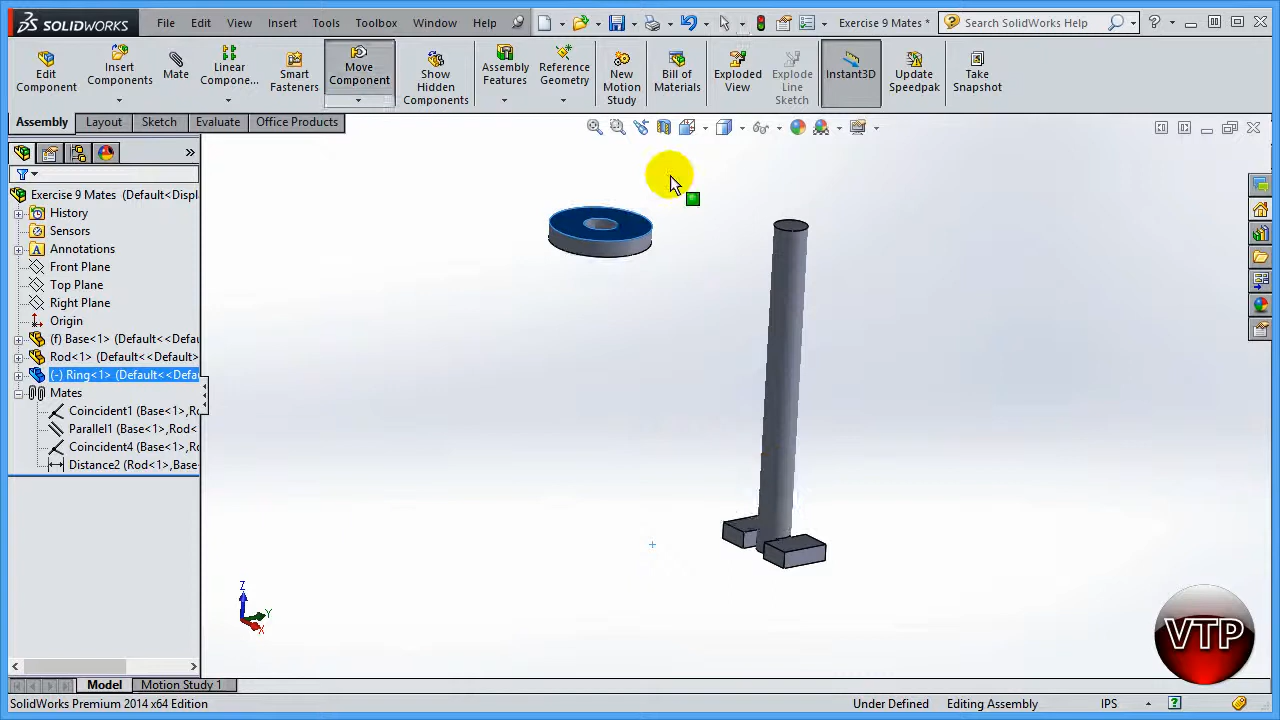 SOLIDWORKS File Edit View Insert Tools Toolbox Window Help Exercise 9 Mates * Search SolidWorks Help
Edit Component
Insert Components
Mate
Linear Compone...
Smart Fasteners
Move Component
Show Hidden Components
Assembly Features
Reference Geometry
New Motion Study
Bill of Materials
Exploded View
Explode Line Sketch
Instant3D
Update Speedpak
Take Snapshot
Assembly Layout Sketch Evaluate Office Products
Exercise 9 Mates (Default<Displ
History
Sensors
Annotations
Front Plane
Top Plane
Right Plane
Origin
(f) Base<1> (Default<<Defau
Rod<1> (Default<<Default>
(-) Ring<1> (Default<<Defa
Mates
Coincident1 (Base<1>,Ro
Parallel1 (Base<1>,Rod<
Coincident4 (Base<1>,Ro
Distance2 (Rod<1>,Base
Z
Y
X
VTP
Model Motion Study 1
SolidWorks Premium 2014 x64 Edition Under Defined Editing Assembly IPS